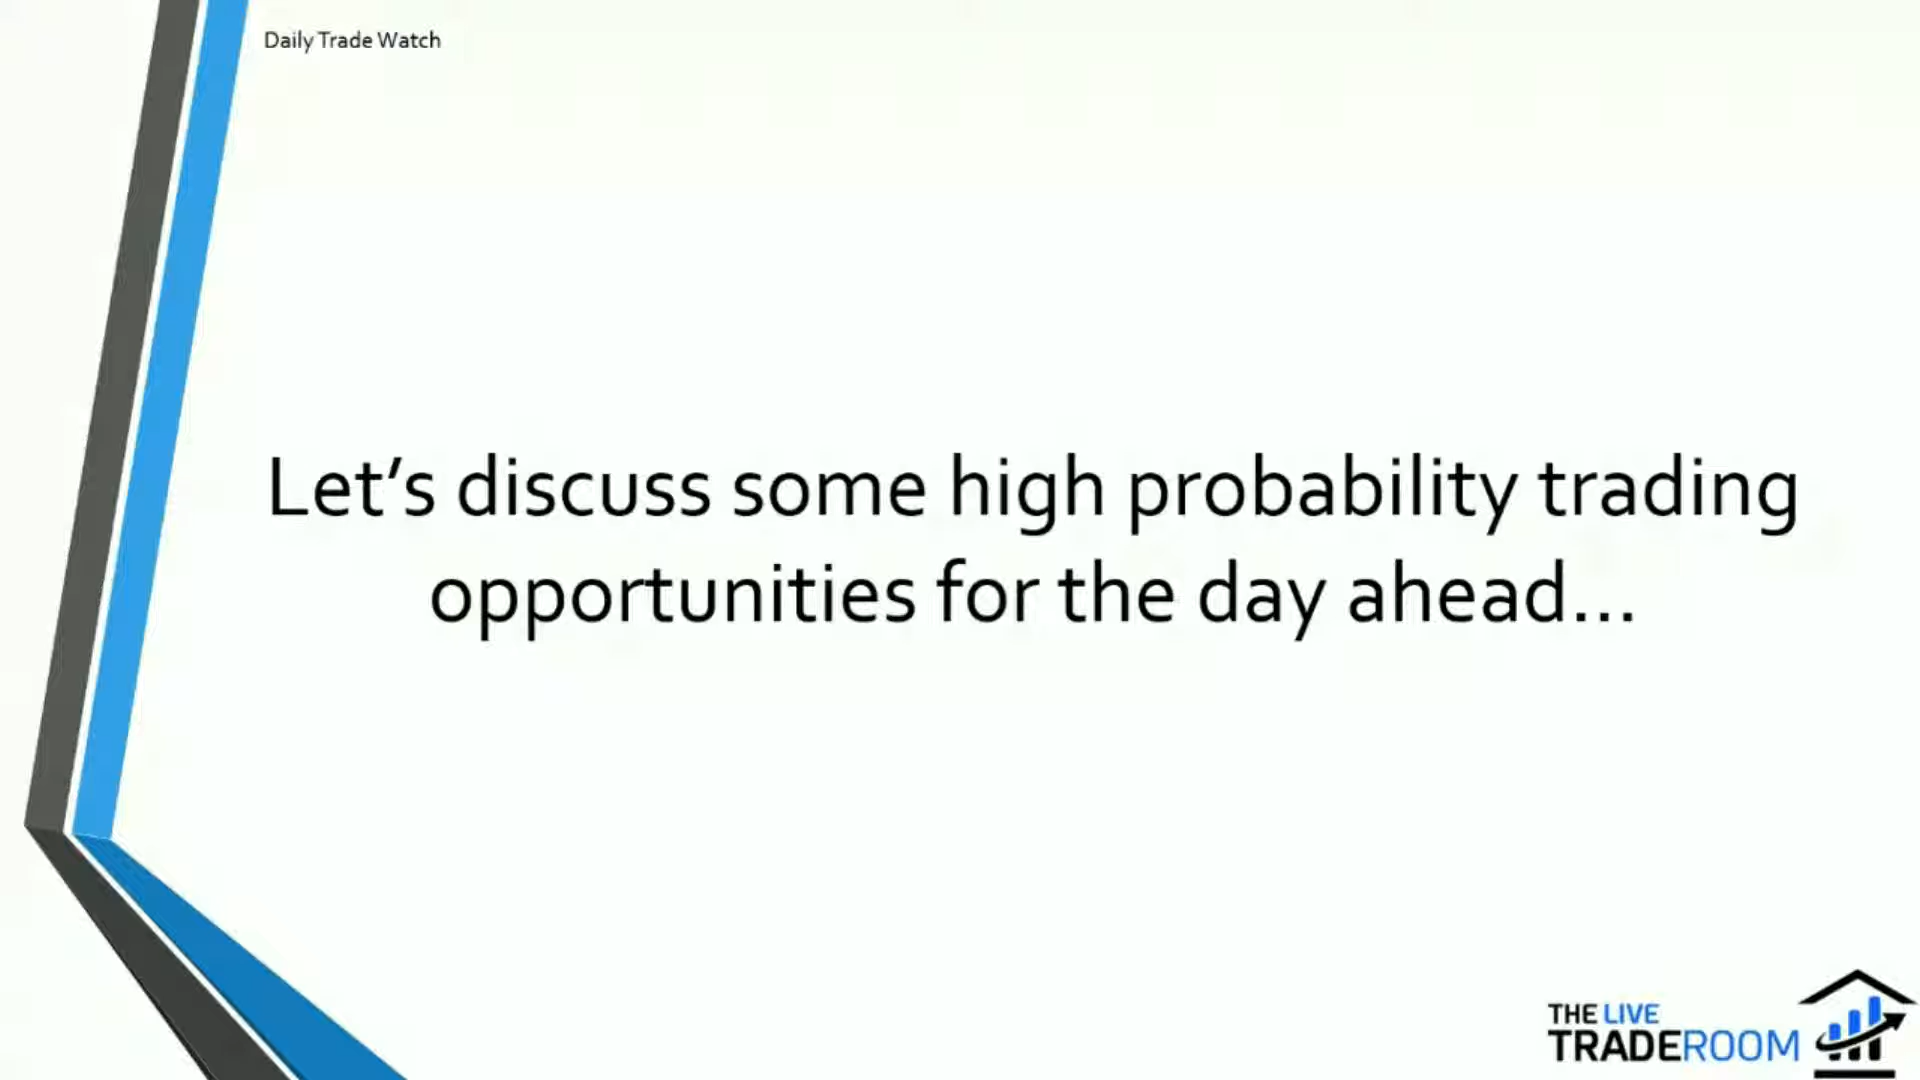 Daily Trade Watch
Let’s discuss some high probability trading
opportunities for the day ahead…
THE LIVE
TRADEROOM